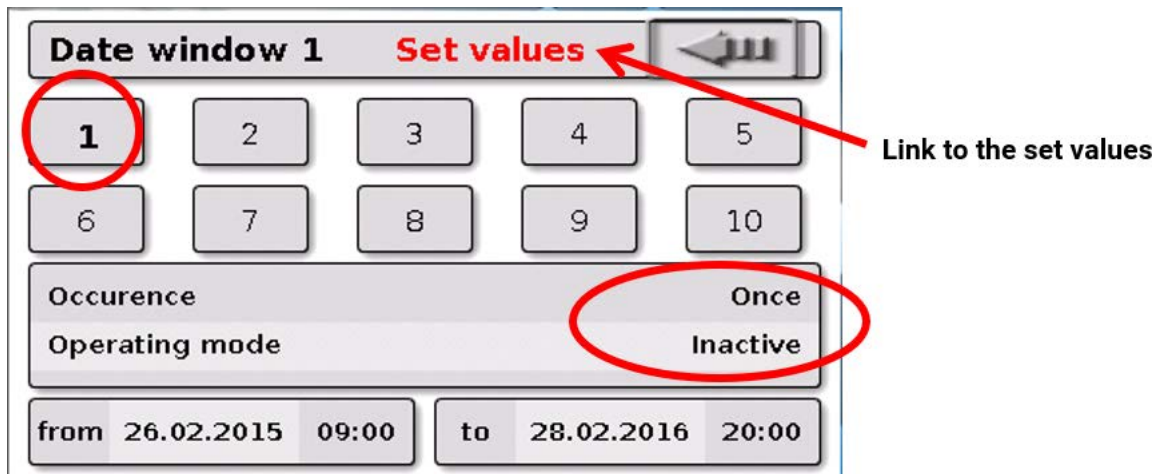 Date window 1 Set values
1 2 3 4 5
Link to the set values
6 7 8 9 10
Occurence Once
Operating mode Inactive
from 26.02.2015 09:00 to 28.02.2016 20:00